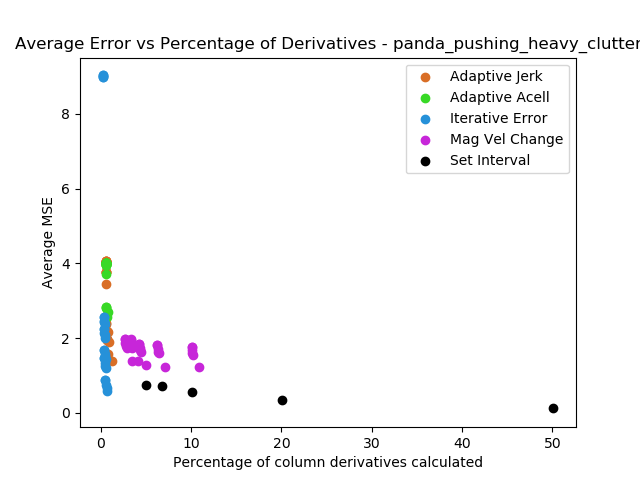 Average Error vs Percentage of Derivatives - panda_pushing_heavy_clutter
Adaptive Jerk
Adaptive Acell
Iterative Error
Mag Vel Change
Set Interval
Average MSE
8
6
4
2
0
0 10 20 30 40 50
Percentage of column derivatives calculated